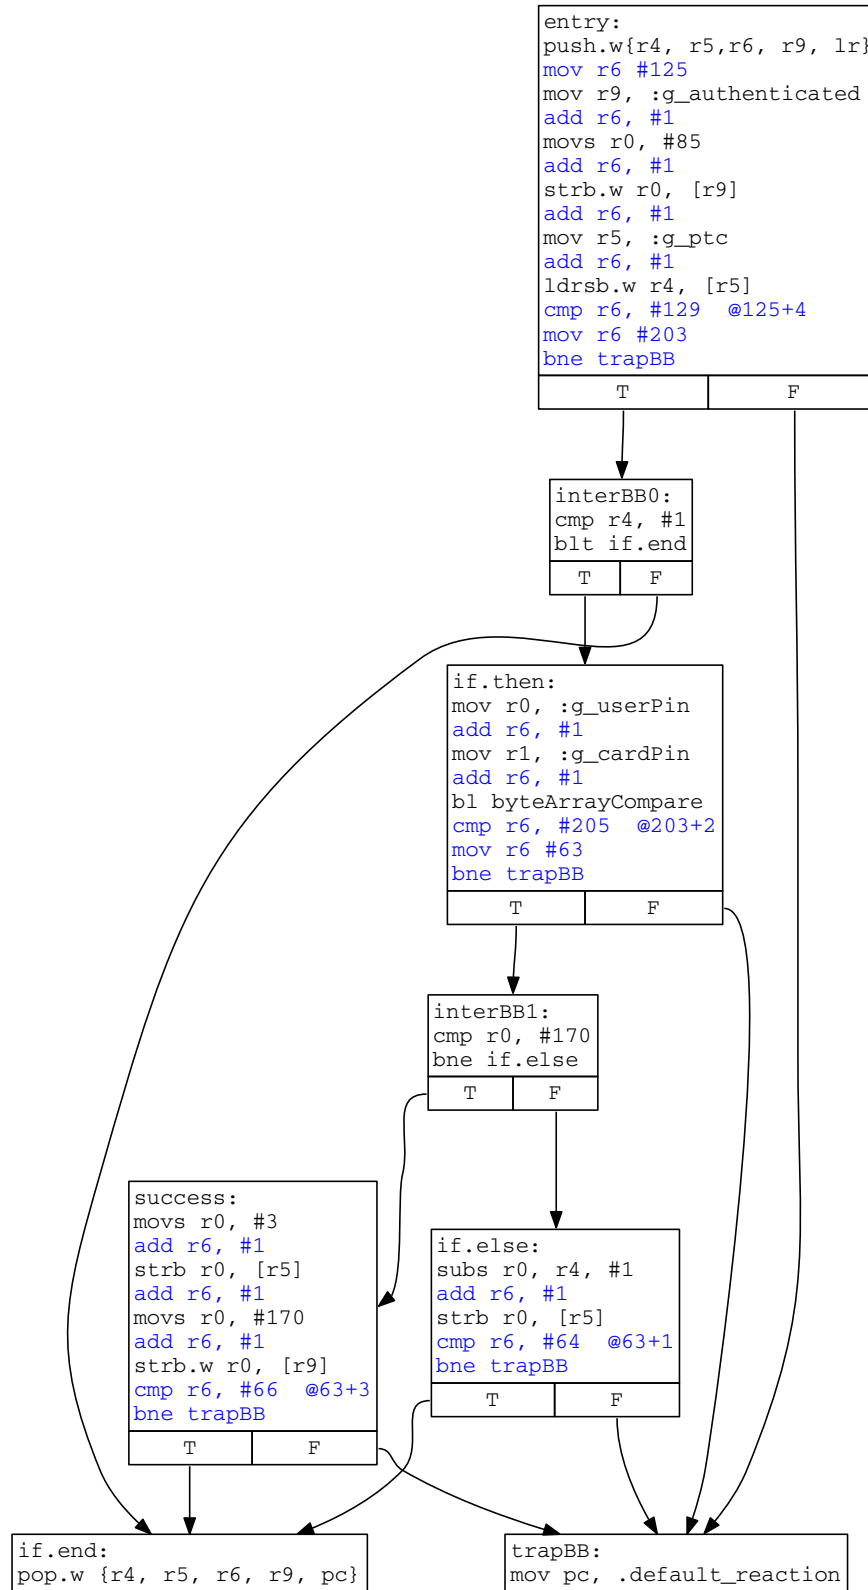 entry:
push.w{r4, r5,r6, r9, lr}
mov r6 #125
mov r9, :g_authenticated
add r6, #1
movs r0, #85
add r6, #1
strb.w r0, [r9]
add r6, #1
mov r5, :g_ptc
add r6, #1
ldrsb.w r4, [r5]
cmp r6, #129  @125+4
mov r6 #203
bne trapBB
T F
interBB0:
cmp r4, #1
blt if.end
T F
if.then:
mov r0, :g_userPin
add r6, #1
mov r1, :g_cardPin
add r6, #1
bl byteArrayCompare
cmp r6, #205  @203+2
mov r6 #63
bne trapBB
T F
interBB1:
cmp r0, #170
bne if.else
T F
success:
movs r0, #3
add r6, #1
strb r0, [r5]
add r6, #1
movs r0, #170
add r6, #1
strb.w r0, [r9]
cmp r6, #66  @63+3
bne trapBB
T F
if.else:
subs r0, r4, #1
add r6, #1
strb r0, [r5]
cmp r6, #64  @63+1
bne trapBB
T F
if.end:
pop.w {r4, r5, r6, r9, pc}
trapBB:
mov pc, .default_reaction